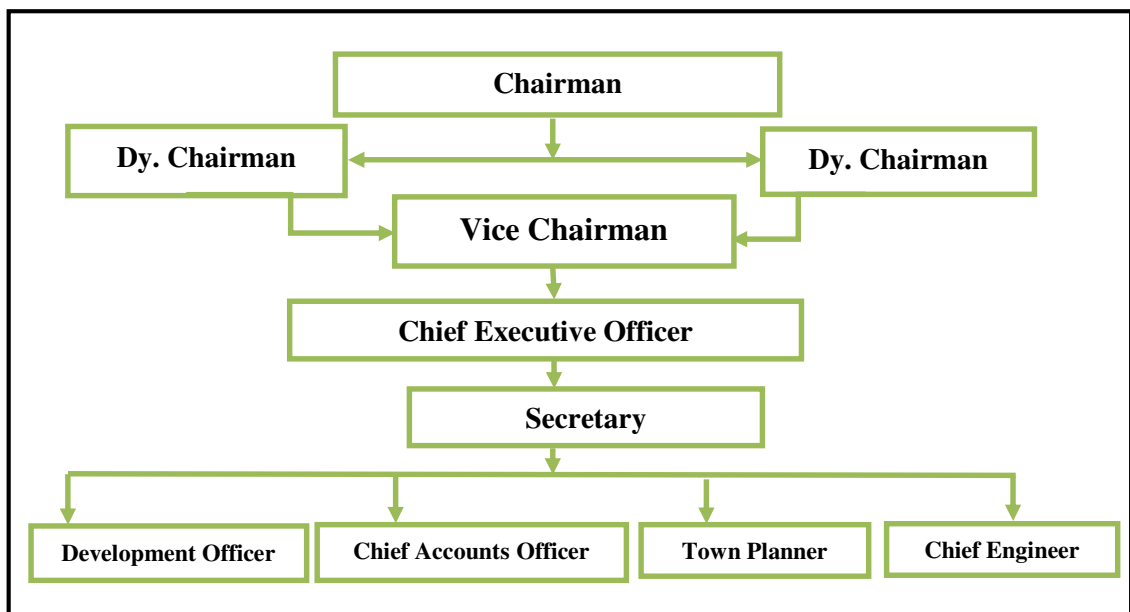 Chairman
Dy. Chairman
Dy. Chairman
Vice Chairman
Chief Executive Officer
Secretary
Development Officer
Chief Accounts Officer
Town Planner
Chief Engineer